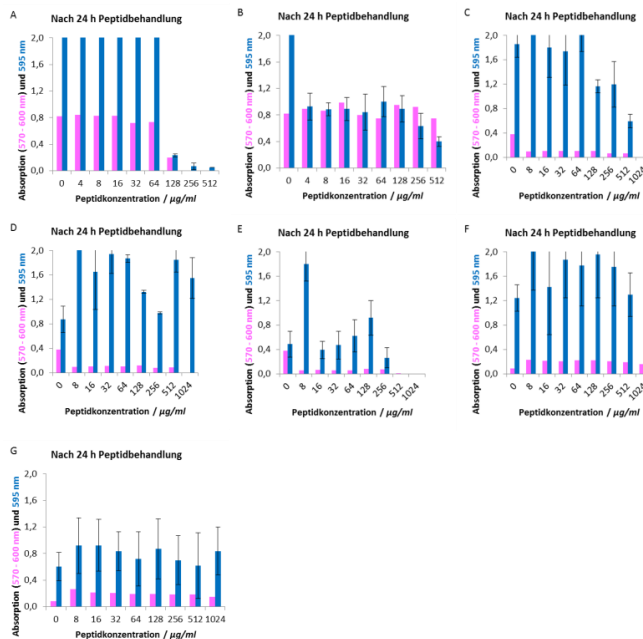 A
Nach 24 h Peptidbehandlung
Absorption (570 - 600 nm) und 595 nm
2,0
1,6
1,2
0,8
0,4
0,0
0 4 8 16 32 64 128 256 512
Peptidkonzentration / µg/ml
B
Nach 24 h Peptidbehandlung
Absorption (570 - 600 nm) und 595 nm
2,0
1,6
1,2
0,8
0,4
0,0
0 4 8 16 32 64 128 256 512
Peptidkonzentration / µg/ml
C
Nach 24 h Peptidbehandlung
Absorption (570 - 600 nm) und 595 nm
2,0
1,6
1,2
0,8
0,4
0,0
0 8 16 32 64 128 256 512 1024
Peptidkonzentration / µg/ml
D
Nach 24 h Peptidbehandlung
Absorption (570 - 600 nm) und 595 nm
2,0
1,6
1,2
0,8
0,4
0,0
0 8 16 32 64 128 256 512 1024
Peptidkonzentration / µg/ml
E
Nach 24 h Peptidbehandlung
Absorption (570 - 600 nm) und 595 nm
2,0
1,6
1,2
0,8
0,4
0,0
0 8 16 32 64 128 256 512 1024
Peptidkonzentration / µg/ml
F
Nach 24 h Peptidbehandlung
Absorption (570 - 600 nm) und 595 nm
2,0
1,6
1,2
0,8
0,4
0,0
0 8 16 32 64 128 256 512 1024
Peptidkonzentration / µg/ml
G
Nach 24 h Peptidbehandlung
Absorption (570 - 600 nm) und 595 nm
2,0
1,6
1,2
0,8
0,4
0,0
0 8 16 32 64 128 256 512 1024
Peptidkonzentration / µg/ml